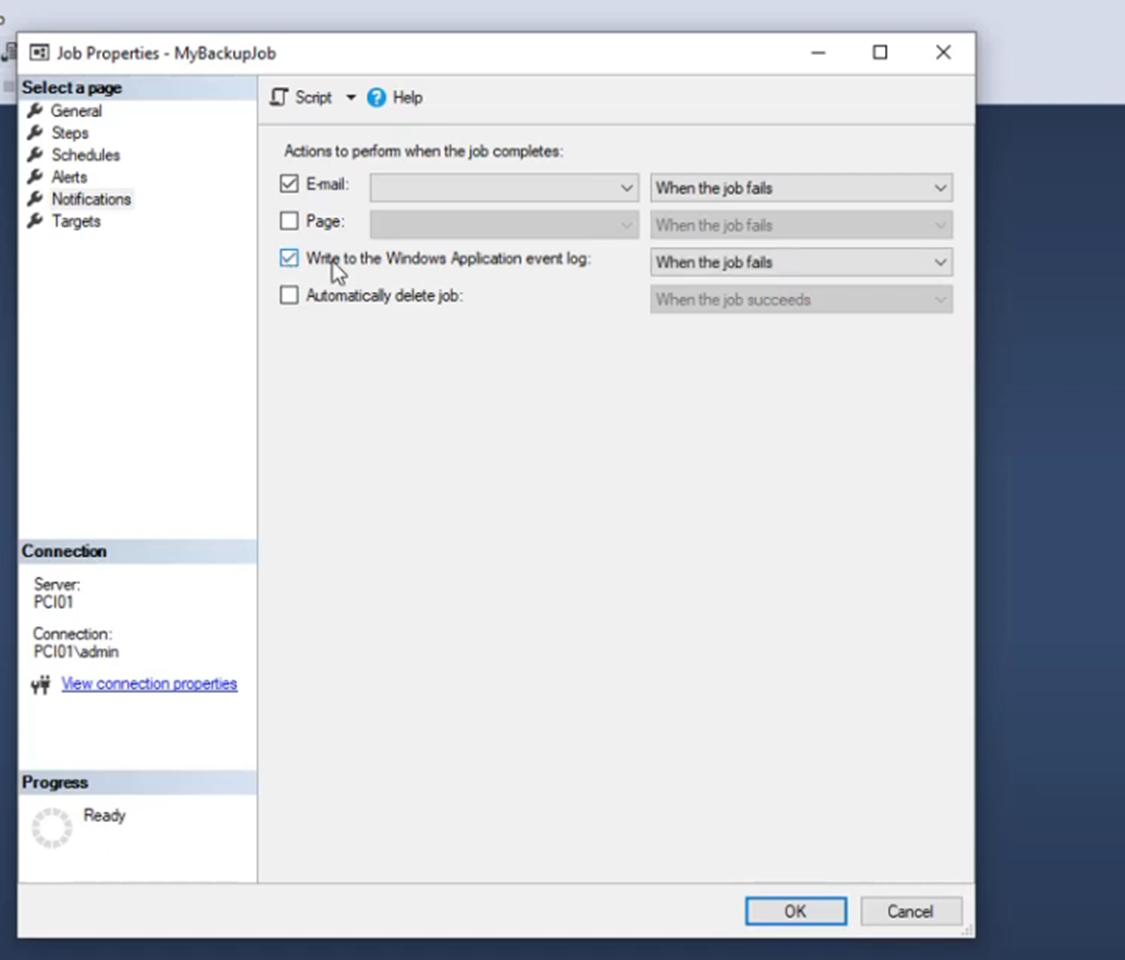 Job Properties - MyBackupJob
Select a page
General
Steps
Schedules
Alerts
Notifications
Targets
Script
Help
Actions to perform when the job completes:
E-mail:
When the job fails
Page:
When the job fails
Write to the Windows Application event log:
When the job fails
Automatically delete job:
When the job succeeds
Connection
Server:
PCI01
Connection:
PCI01\admin
View connection properties
Progress
Ready
OK
Cancel